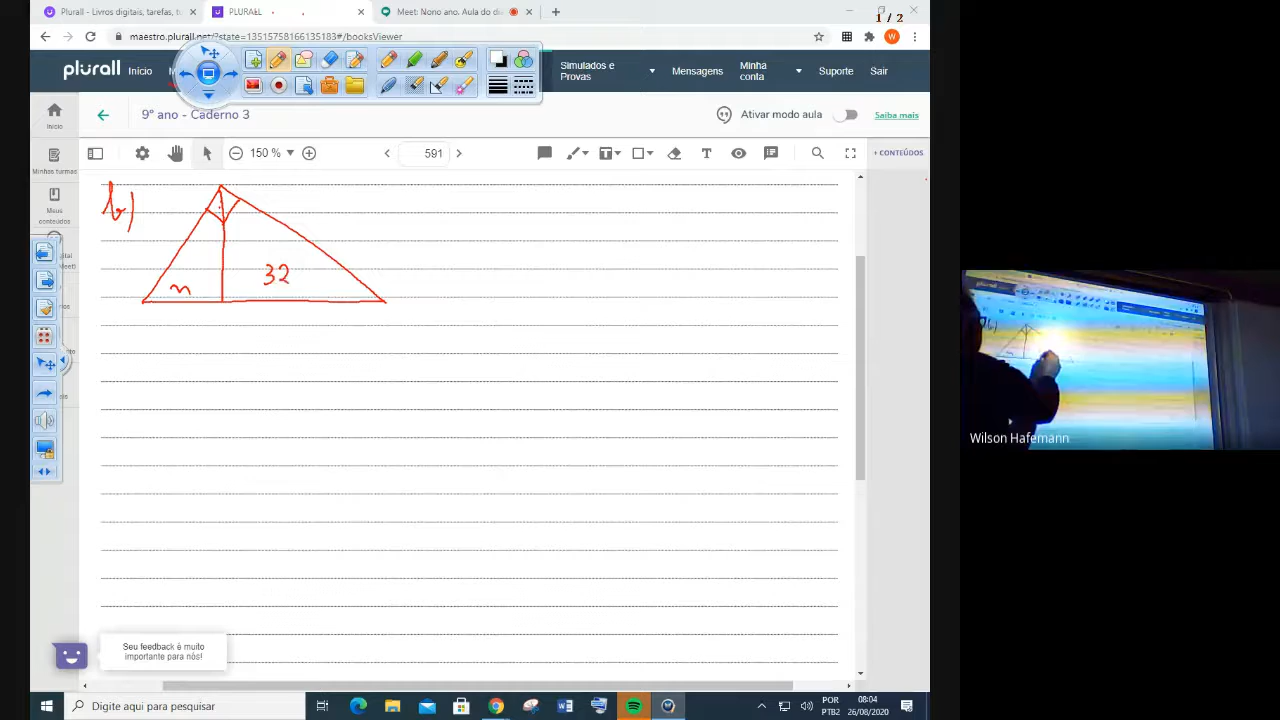 Plurall - Livros digitais, tarefas, tu
PLURALL
Meet: Nono ano. Aula do d
1 / 2
maestro.plurall.net/?state=13515758166135183#/booksViewer
W
plurall
Início
Simulados e Provas
Mensagens
Minha conta
Suporte
Sair
Início
9º ano - Caderno 3
Ativar modo aula
Saiba mais
Minhas turmas
150 %
591
+ CONTEÚDOS
Meus conteúdos
b)
32
Wilson Hafemann
Seu feedback é muito importante para nós!
Digite aqui para pesquisar
POR
PTB2
08:04
26/08/2020